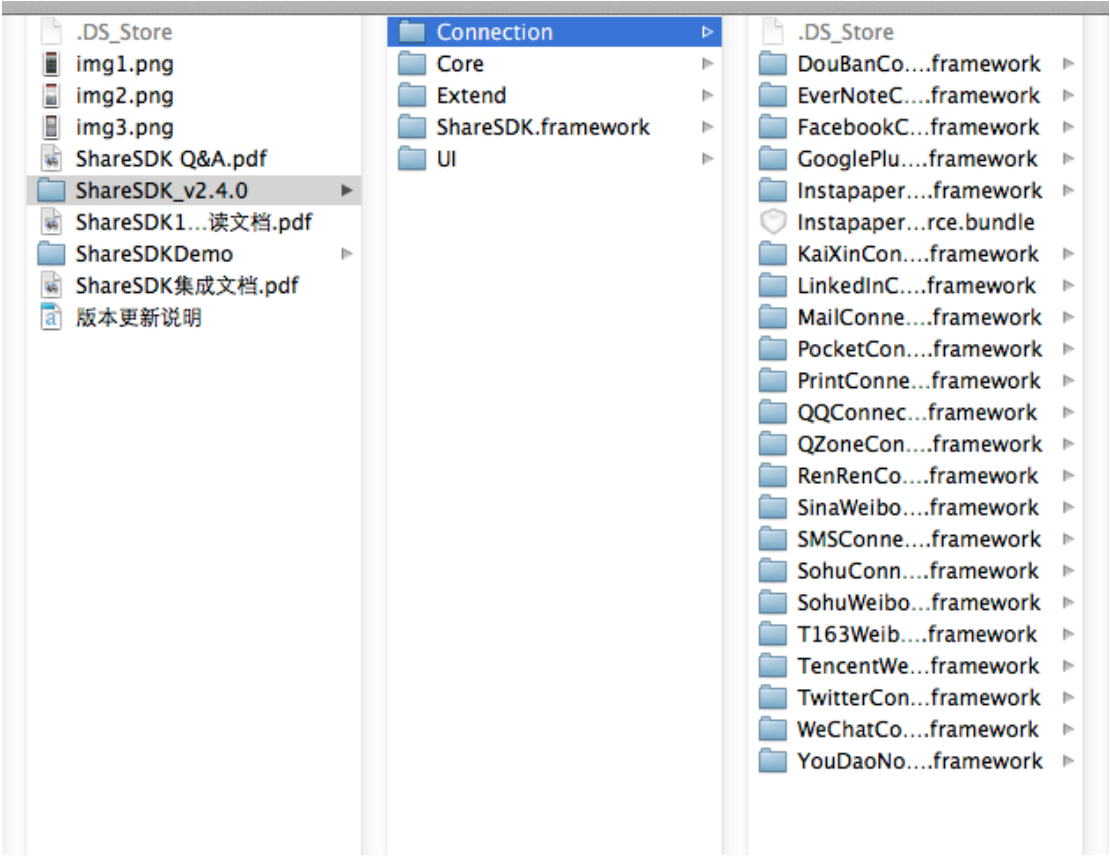 .DS_Store
img1.png
img2.png
img3.png
ShareSDK Q&A.pdf
ShareSDK_v2.4.0
ShareSDK1...读文档.pdf
ShareSDKDemo
ShareSDK集成文档.pdf
版本更新说明
Connection
Core
Extend
ShareSDK.framework
UI
.DS_Store
DouBanCo....framework
EverNoteC....framework
FacebookC...framework
GooglePlu....framework
Instapaper....framework
Instapaper...rce.bundle
KaiXinCon....framework
LinkedInC....framework
MailConne....framework
PocketCon....framework
PrintConne...framework
QQConnec...framework
QZoneCon....framework
RenRenCo....framework
SinaWeibo....framework
SMSConne....framework
SohuConn....framework
SohuWeibo...framework
T163Weib....framework
TencentWe...framework
TwitterCon...framework
WeChatCo....framework
YouDaoNo....framework